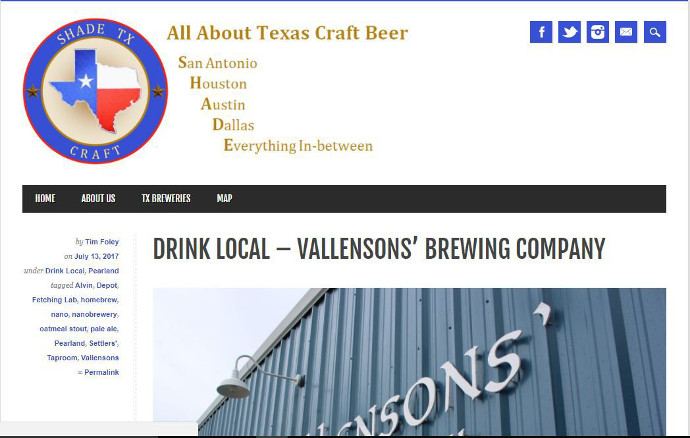 SHADE TX
CRAFT
All About Texas Craft Beer
San Antonio
Houston
Austin
Dallas
Everything In-between
HOME ABOUT US TX BREWERIES MAP
by Tim Foley
on July 13, 2017
under Drink Local, Pearland
tagged Alvin, Depot,
Fetching Lab, homebrew,
nano, nanobrewery,
oatmeal stout, pale ale,
Pearland, Settlers',
Taproom, Vallensons
∞ Permalink
DRINK LOCAL – VALLENSONS’ BREWING COMPANY
LENSONS’